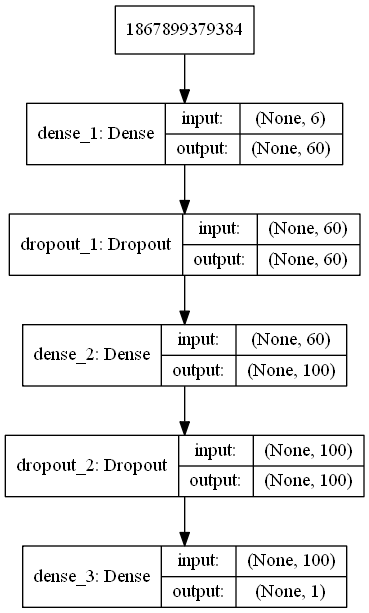 1867899379384
dense_1: Dense
input: (None, 6)
output: (None, 60)
dropout_1: Dropout
input: (None, 60)
output: (None, 60)
dense_2: Dense
input: (None, 60)
output: (None, 100)
dropout_2: Dropout
input: (None, 100)
output: (None, 100)
dense_3: Dense
input: (None, 100)
output: (None, 1)